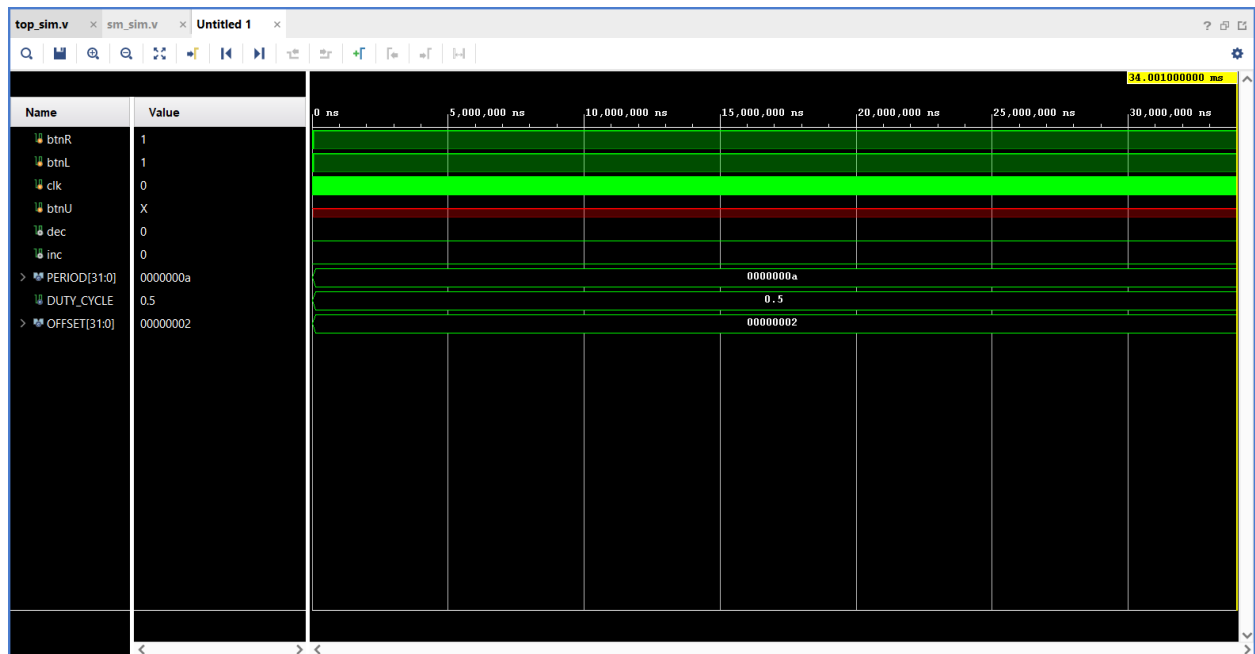 top_sim.v × sm_sim.v × Untitled 1 ×
?
34.001000000 ms
Name Value
0 ns 5,000,000 ns 10,000,000 ns 15,000,000 ns 20,000,000 ns 25,000,000 ns 30,000,000 ns
btnR 1
btnL 1
clk 0
btnU X
dec 0
inc 0
PERIOD[31:0] 0000000a 0000000a
DUTY_CYCLE 0.5 0.5
OFFSET[31:0] 00000002 00000002